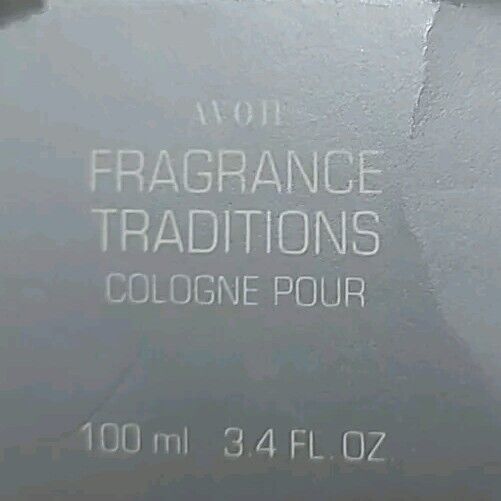 AVON
FRAGRANCE
TRADITIONS
COLOGNE POUR
100 ml 3.4 FL. OZ.